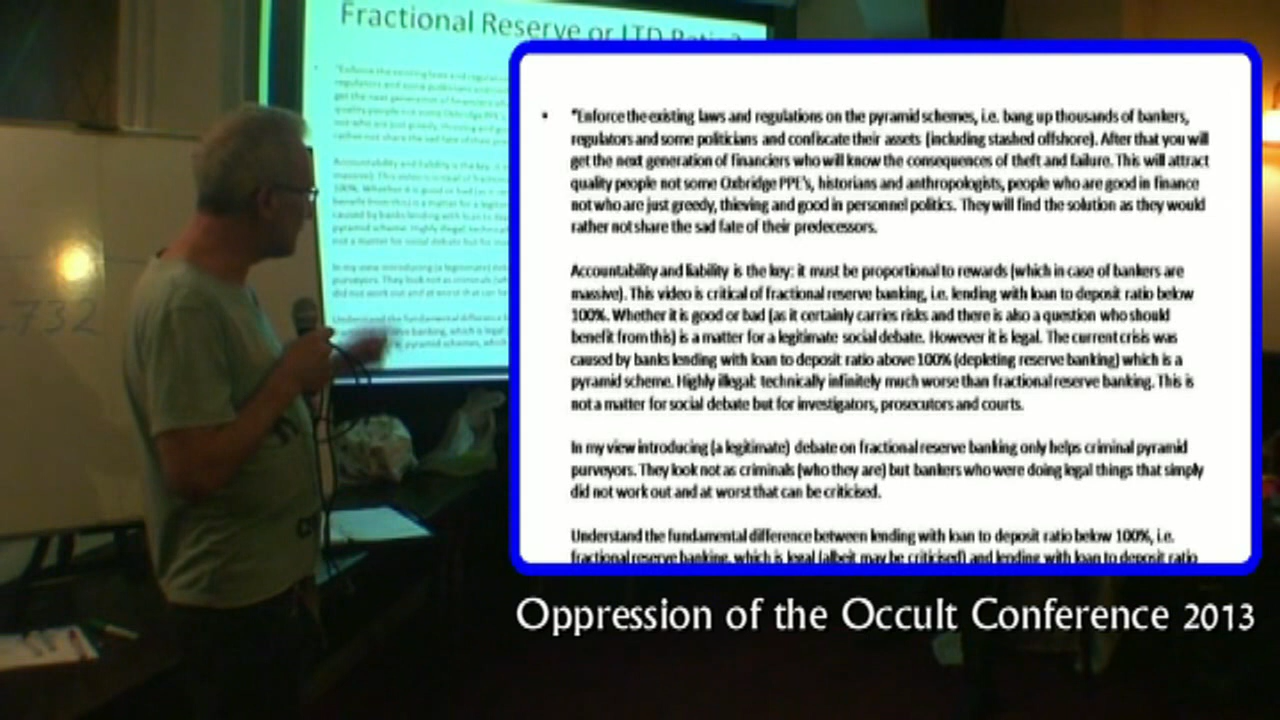 Fractional Reserve or LTD Ratio?
• "Enforce the existing laws and regulations on the pyramid schemes, i.e. bang up thousands of bankers,
regulators and some politicians and confiscate their assets (including stashed offshore). After that you will
get the next generation of financiers who will know the consequences of theft and failure. This will attract
quality people not some Oxbridge PPE's, historians and anthropologists, people who are good in finance
not who are just greedy, thieving and good in personnel politics. They will find the solution as they would
rather not share the sad fate of their predecessors.
Accountability and liability is the key: it must be proportional to rewards (which in case of bankers are
massive). This video is critical of fractional reserve banking, i.e. lending with loan to deposit ratio below
100%. Whether it is good or bad (as it certainly carries risks and there is also a question who should
benefit from this) is a matter for a legitimate social debate. However it is legal. The current crisis was
caused by banks lending with loan to deposit ratio above 100% (depleting reserve banking) which is a
pyramid scheme. Highly illegal: technically infinitely much worse than fractional reserve banking. This is
not a matter for social debate but for investigators, prosecutors and courts.
In my view introducing (a legitimate) debate on fractional reserve banking only helps criminal pyramid
purveyors. They look not as criminals (who they are) but bankers who were doing legal things that simply
did not work out and at worst that can be criticised.
Understand the fundamental difference between lending with loan to deposit ratio below 100%, i.e.
fractional reserve banking, which is legal (albeit may be criticised) and lending with loan to deposit ratio
Oppression of the Occult Conference 2013
732